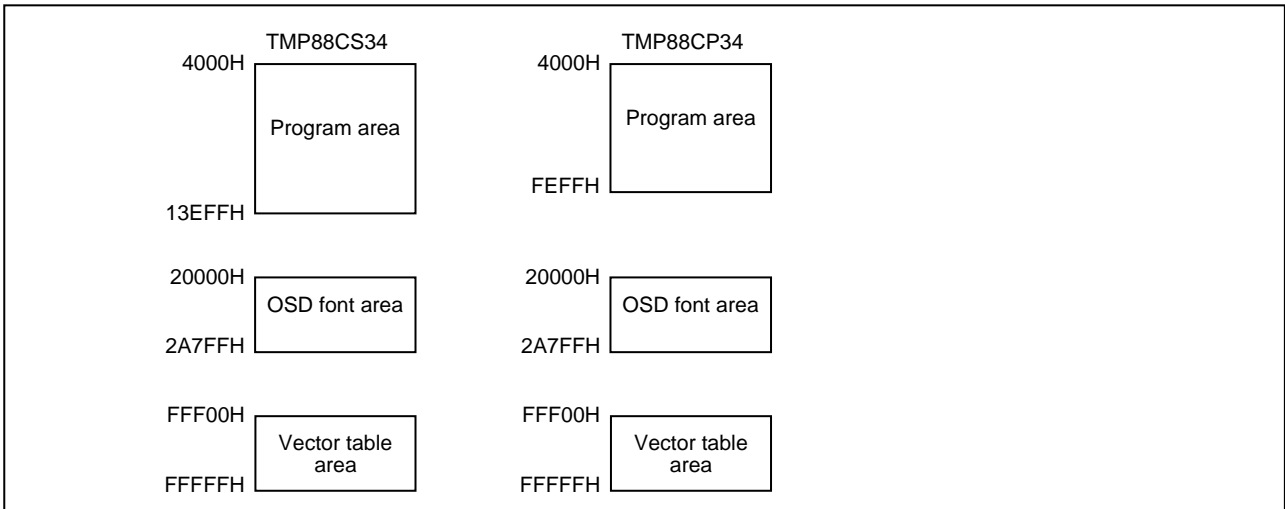 TMP88CS34
4000H
Program area
13EFFH
20000H
OSD font area
2A7FFH
FFF00H
Vector table
area
FFFFFH
TMP88CP34
4000H
Program area
FEFFH
20000H
OSD font area
2A7FFH
FFF00H
Vector table
area
FFFFFH